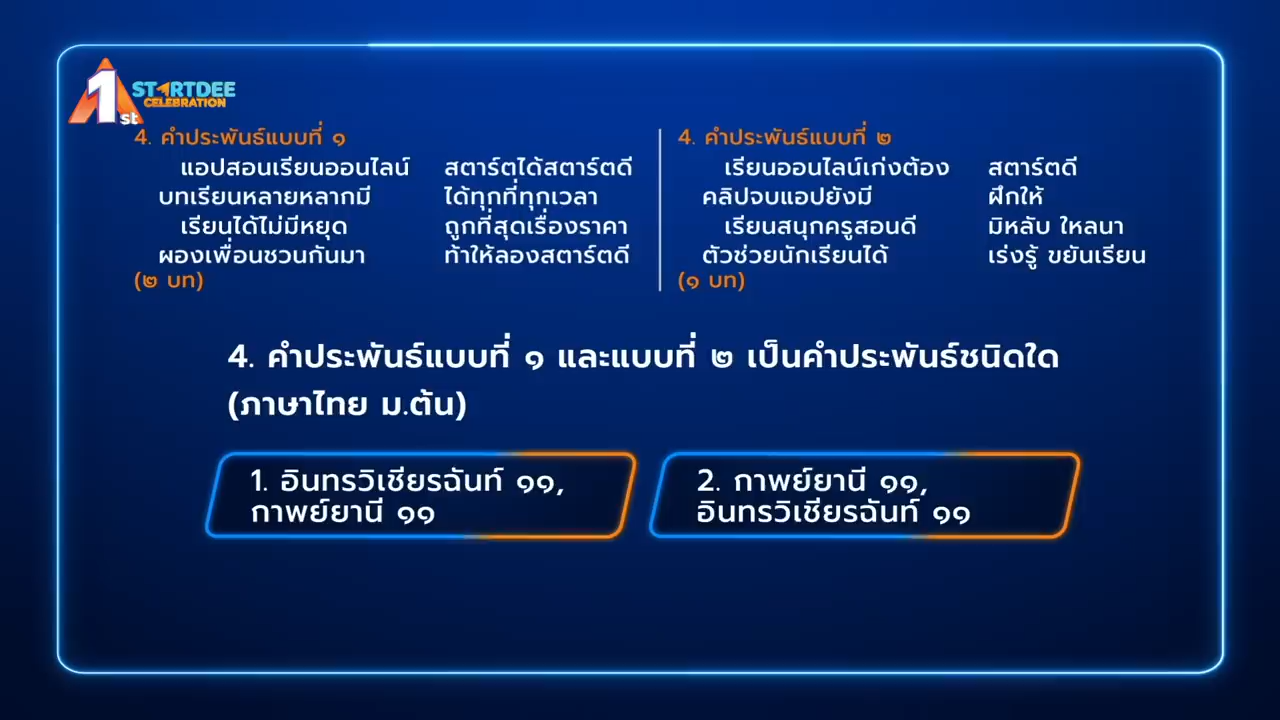 1st STARTDEE
CELEBRATION
4. คำประพันธ์แบบที่ ๑
แอปสอนเรียนออนไลน์ สตาร์ตได้สตาร์ตดี
บทเรียนหลายหลากมี ได้ทุกที่ทุกเวลา
เรียนได้ไม่มีหยุด ถูกที่สุดเรื่องราคา
ผองเพื่อนชวนกันมา ท้าให้ลองสตาร์ตดี
(๒ บท)
4. คำประพันธ์แบบที่ ๒
เรียนออนไลน์เก่งต้อง สตาร์ตดี
คลิปจบแอปยังมี ฝึกให้
เรียนสนุกครูสอนดี มิหลับ ใหลนา
ตัวช่วยนักเรียนได้ เร่งรู้ ขยันเรียน
(๑ บท)
4. คำประพันธ์แบบที่ ๑ และแบบที่ ๒ เป็นคำประพันธ์ชนิดใด
(ภาษาไทย ม.ต้น)
1. อินทรวิเชียรฉันท์ ๑๑,
กาพย์ยานี ๑๑
2. กาพย์ยานี ๑๑,
อินทรวิเชียรฉันท์ ๑๑